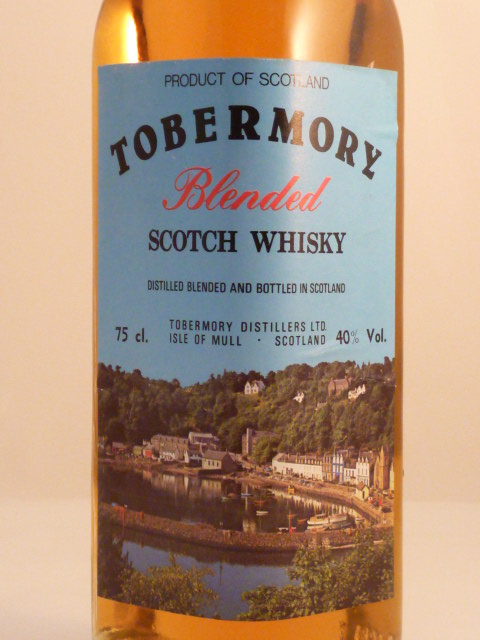 PRODUCT OF SCOTLAND
TOBERMORY
Blended
SCOTCH WHISKY
DISTILLED BLENDED AND BOTTLED IN SCOTLAND
75 cl.
TOBERMORY DISTILLERS LTD.
ISLE OF MULL · SCOTLAND
40% Vol.